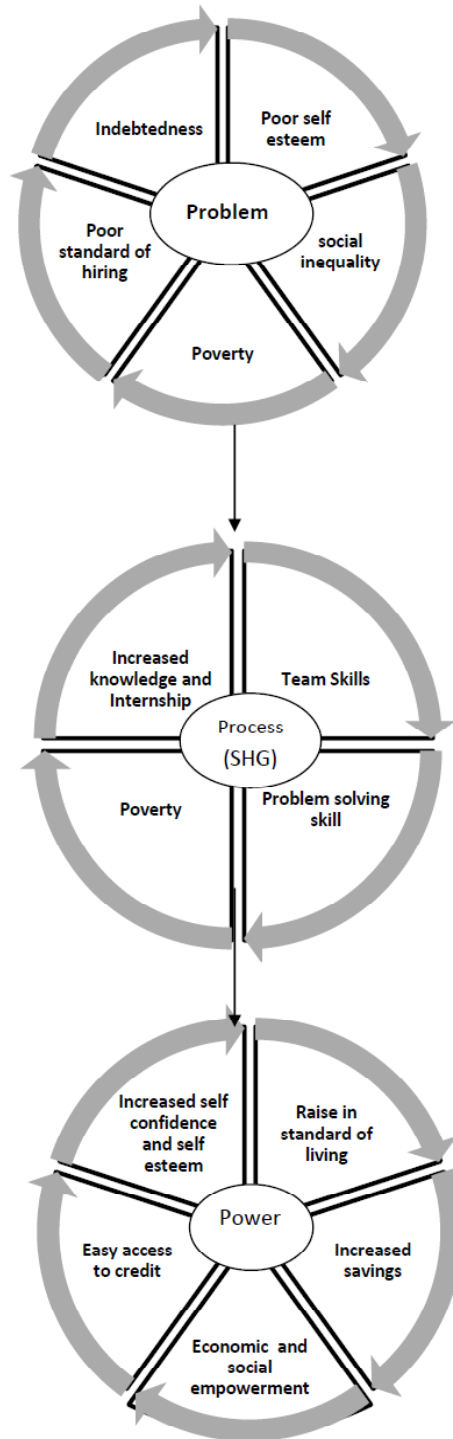 Indebtedness
Poor self
esteem
Problem
Poor
standard of
hiring
social
inequality
Poverty
Increased
knowledge and
Internship
Team Skills
Process
(SHG)
Poverty
Problem solving
skill
Increased self
confidence and
self
esteem
Raise in
standard of
living
Power
Easy access
to credit
Increased
savings
Economic and
social
empowerment